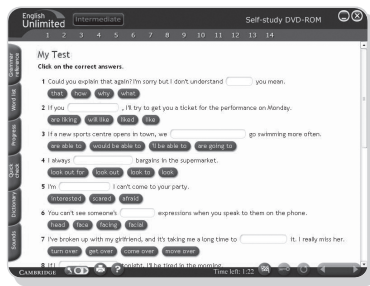 English
Unlimited Intermediate Self-study DVD-ROM
1 2 3 4 5 6 7 8 9 10 11 12 13 14
Grammar reference
Word list
Progress
Quick check
Dictionary
Sounds
My Test
Click on the correct answers.
1 Could you explain that again? I'm sorry but I don't understand you mean.
that how why what
2 If you , I'll try to get you a ticket for the performance on Monday.
are liking will like liked like
3 If a new sports centre opens in town, we go swimming more often.
are able to would be able to 'll be able to are going to
4 I always bargains in the supermarket.
look out for look out look to look
5 I'm I can't come to your party.
interested scared afraid
6 You can't see someone's expressions when you speak to them on the phone.
head face facing facial
7 I've broken up with my girlfriend, and it's taking me a long time to it. I really miss her.
turn over get over come over move over
8 If I tonight, I'll be tired in the morning.
CAMBRIDGE Time left: 1:22